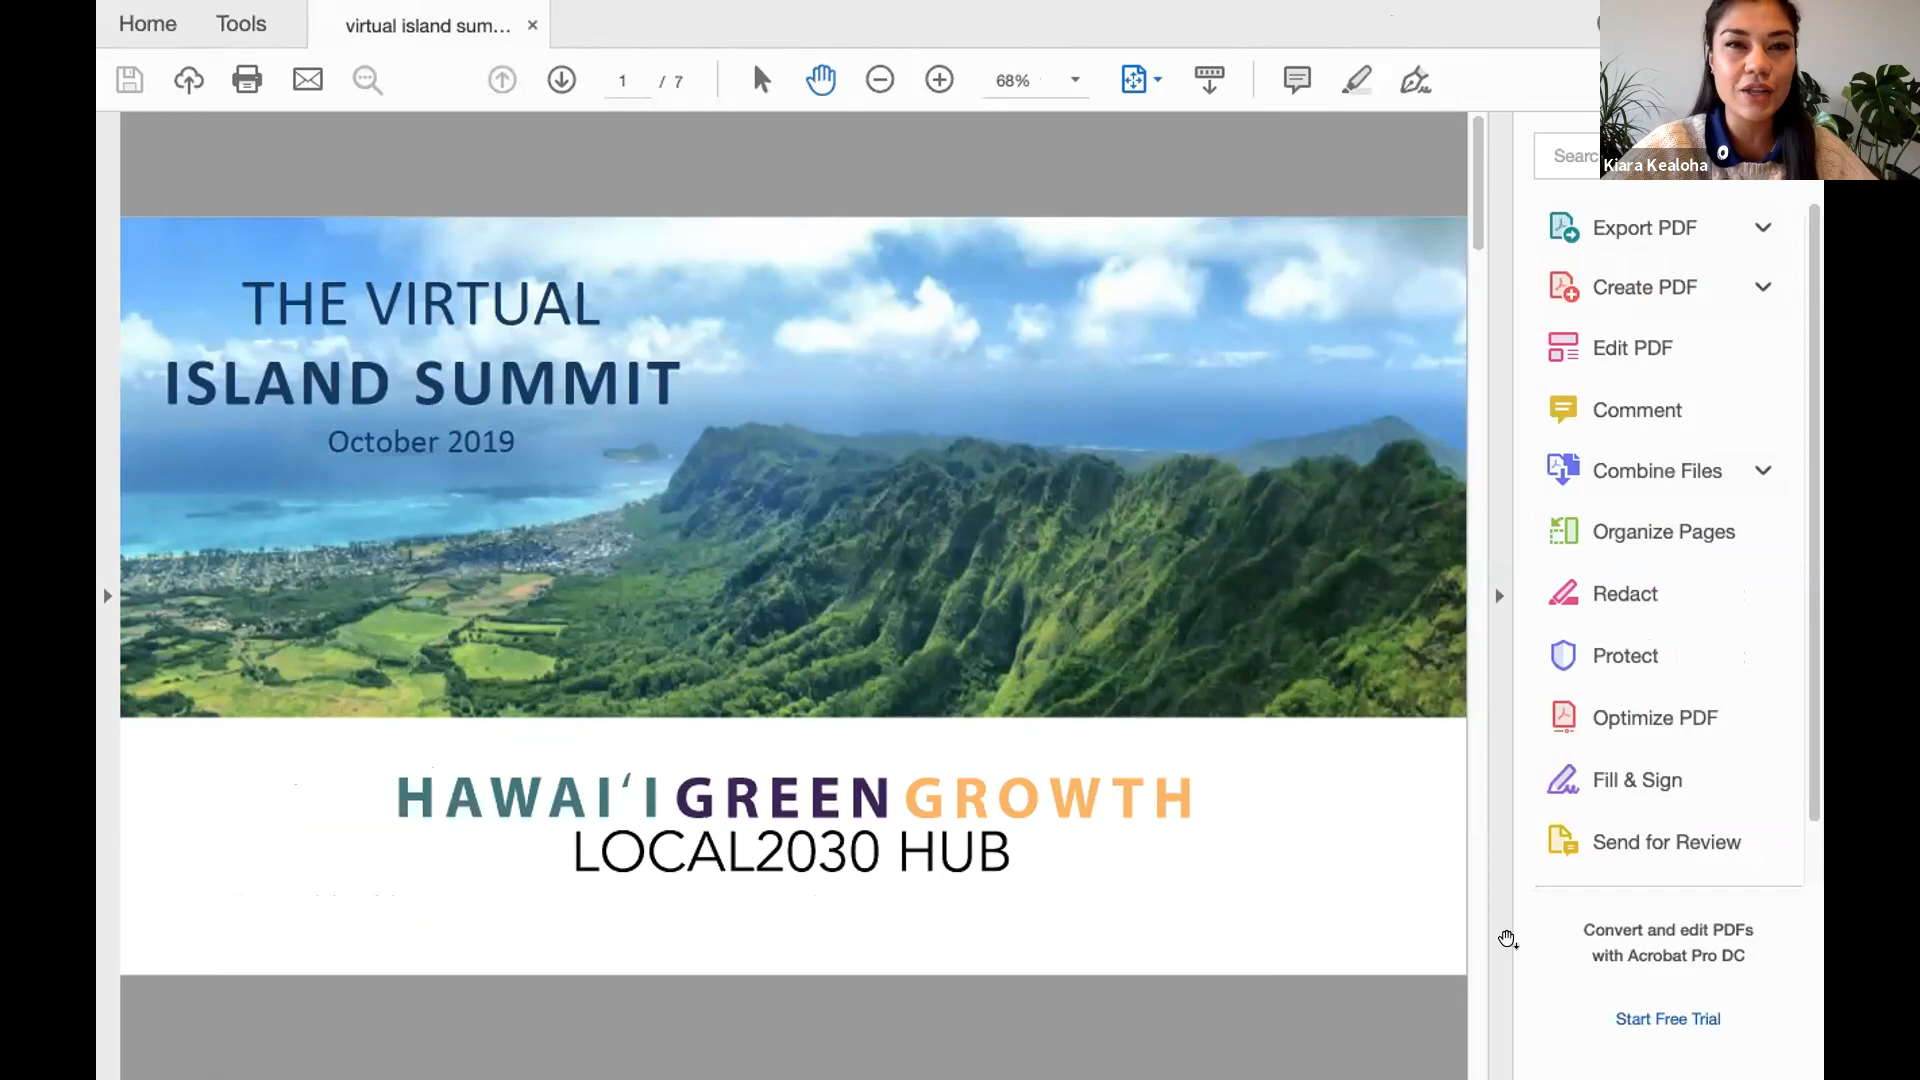 Home Tools virtual island sum... ×
1 / 7 68%
Kiara Kealoha
THE VIRTUAL
ISLAND SUMMIT
October 2019
HAWAIʻI GREEN GROWTH
LOCAL2030 HUB
Searc
Export PDF
Create PDF
Edit PDF
Comment
Combine Files
Organize Pages
Redact
Protect
Optimize PDF
Fill & Sign
Send for Review
Convert and edit PDFs
with Acrobat Pro DC
Start Free Trial